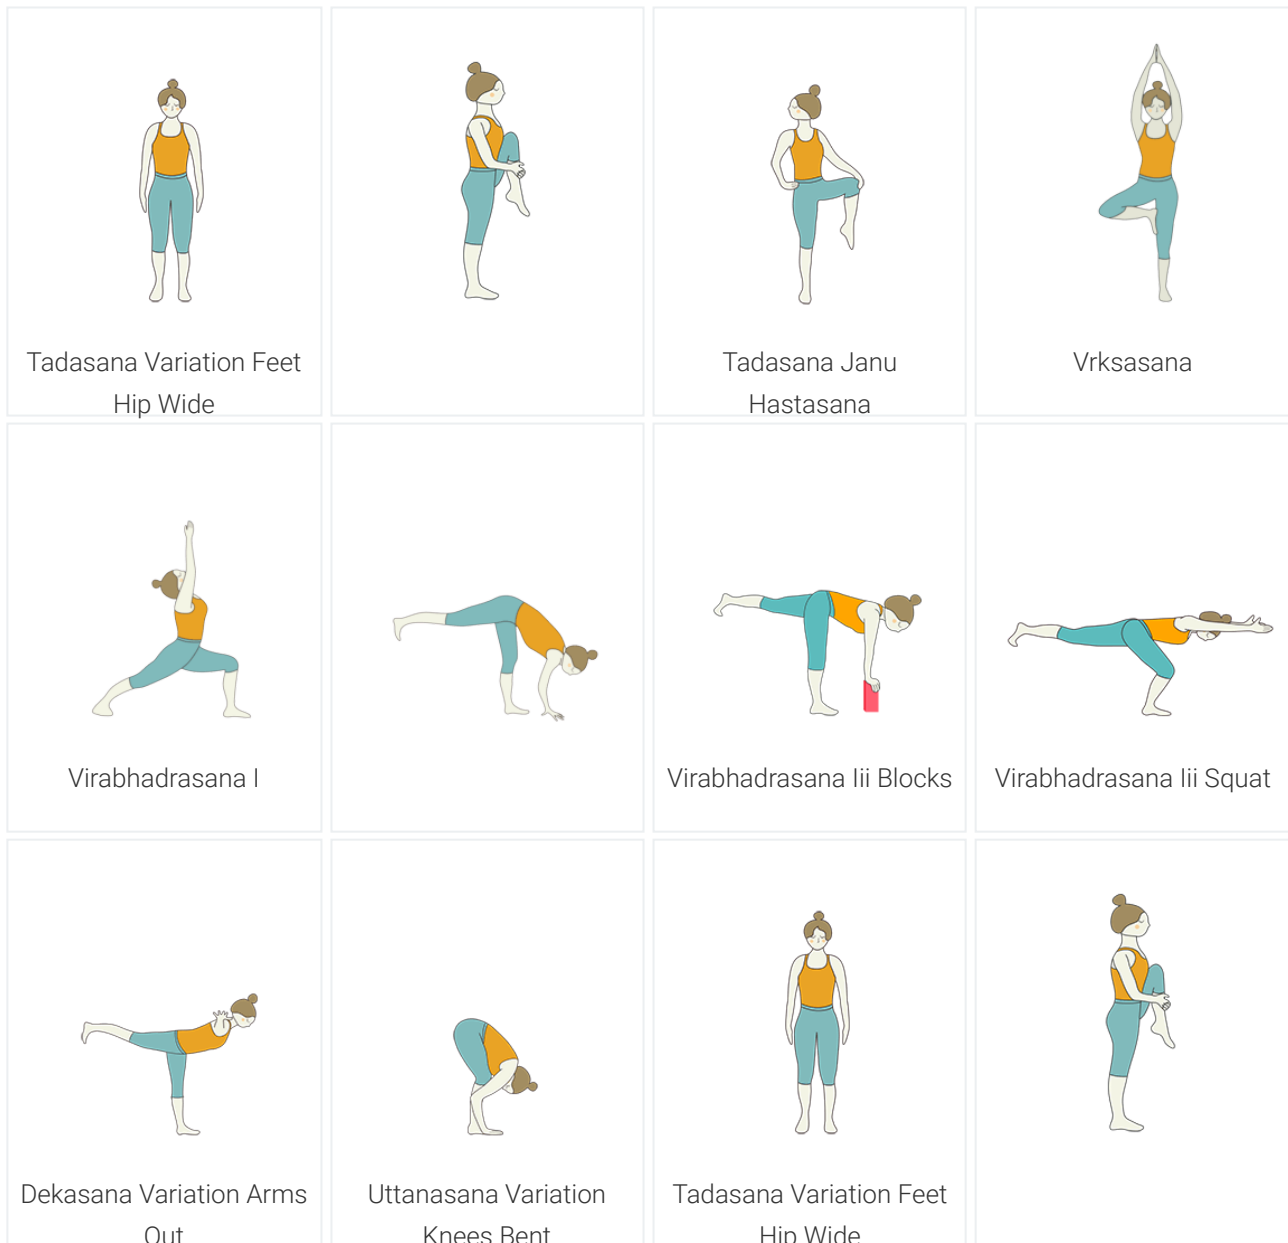 Tadasana Variation Feet
Hip Wide
Tadasana Janu
Hastasana
Vrksasana
Virabhadrasana I
Virabhadrasana Iii Blocks
Virabhadrasana Iii Squat
Dekasana Variation Arms
Out
Uttanasana Variation
Knees Bent
Tadasana Variation Feet
Hip Wide